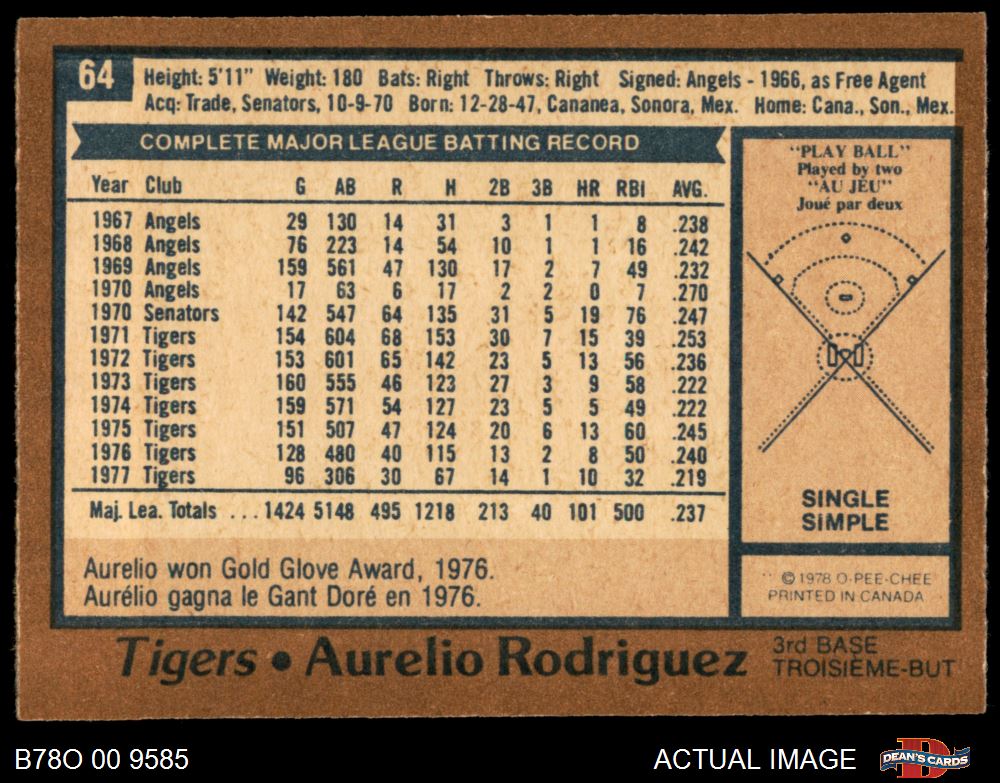 64
Height: 5'11" Weight: 180 Bats: Right Throws: Right Signed: Angels - 1966, as Free Agent
Acq: Trade, Senators, 10-9-70 Born: 12-28-47, Cananea, Sonora, Mex. Home: Cana., Son., Mex.
COMPLETE MAJOR LEAGUE BATTING RECORD
Year Club G AB R H 2B 3B HR RBI AVG.
1967 Angels 29 130 14 31 3 1 1 8 .238
1968 Angels 76 223 14 54 10 1 1 16 .242
1969 Angels 159 561 47 130 17 2 7 49 .232
1970 Angels 17 63 6 17 2 2 0 7 .270
1970 Senators 142 547 64 135 31 5 19 76 .247
1971 Tigers 154 604 68 153 30 7 15 39 .253
1972 Tigers 153 601 65 142 23 5 13 56 .236
1973 Tigers 160 555 46 123 27 3 9 58 .222
1974 Tigers 159 571 54 127 23 5 5 49 .222
1975 Tigers 151 507 47 124 20 6 13 60 .245
1976 Tigers 128 480 40 115 13 2 8 50 .240
1977 Tigers 96 306 30 67 14 1 10 32 .219
Maj. Lea. Totals ... 1424 5148 495 1218 213 40 101 500 .237
Aurelio won Gold Glove Award, 1976.
Aurélio gagna le Gant Doré en 1976.
"PLAY BALL"
Played by two
"AU JEU"
Joué par deux
SINGLE
SIMPLE
© 1978 O-PEE-CHEE
PRINTED IN CANADA
Tigers • Aurelio Rodriguez
3rd BASE
TROISIÈME-BUT
B78O 00 9585
ACTUAL IMAGE
DEAN'S CARDS